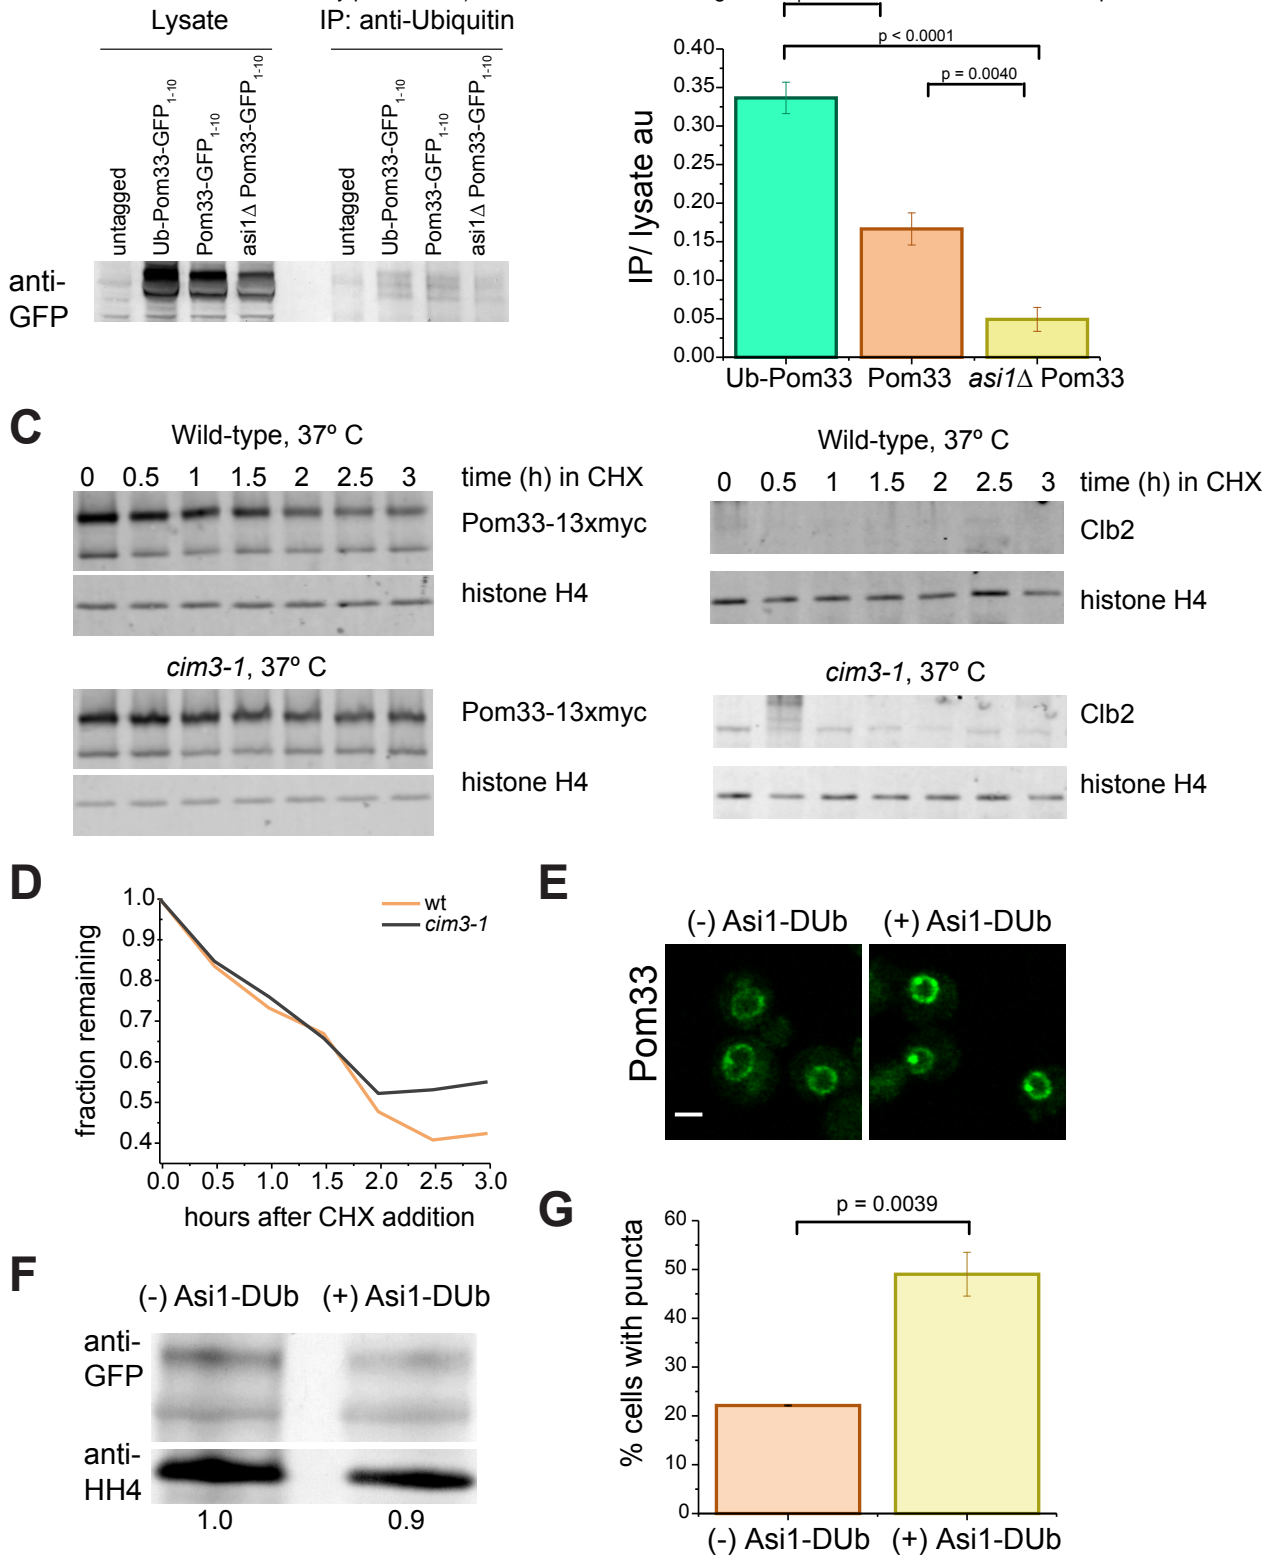 Lysate
IP: anti-Ubiquitin
untagged
Ub-Pom33-GFP1-10
Pom33-GFP1-10
asi1Δ Pom33-GFP1-10
untagged
Ub-Pom33-GFP1-10
Pom33-GFP1-10
asi1Δ Pom33-GFP1-10
anti-
GFP
p < 0.0001
p = 0.0040
IP/ lysate au
0.40
0.35
0.30
0.25
0.20
0.15
0.10
0.05
0.00
Ub-Pom33 Pom33 asi1Δ Pom33
C
Wild-type, 37º C
0 0.5 1 1.5 2 2.5 3 time (h) in CHX
Pom33-13xmyc
histone H4
cim3-1, 37º C
Pom33-13xmyc
histone H4
Wild-type, 37º C
0 0.5 1 1.5 2 2.5 3 time (h) in CHX
Clb2
histone H4
cim3-1, 37º C
Clb2
histone H4
D
fraction remaining
1.0
0.9
0.8
0.7
0.6
0.5
0.4
wt
cim3-1
0.0 0.5 1.0 1.5 2.0 2.5 3.0
hours after CHX addition
E
(-) Asi1-DUb (+) Asi1-DUb
Pom33
F
(-) Asi1-DUb (+) Asi1-DUb
anti-
GFP
anti-
HH4
1.0 0.9
G
p = 0.0039
% cells with puncta
60
50
40
30
20
10
0
(-) Asi1-DUb (+) Asi1-DUb